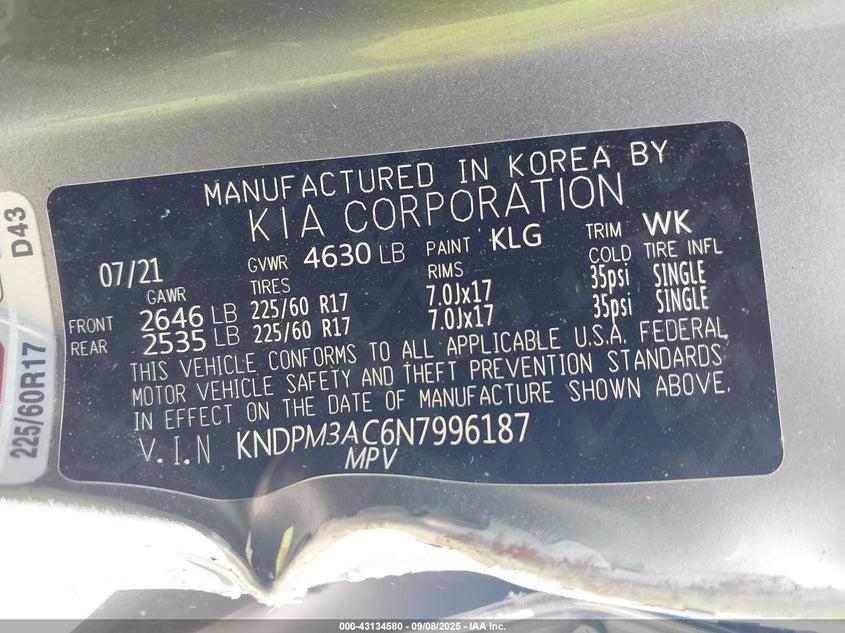 MANUFACTURED IN KOREA BY
KIA CORPORATION
07/21 GVWR 4630 LB PAINT KLG TRIM WK
GAWR TIRES RIMS COLD TIRE INFL
FRONT 2646 LB 225/60 R17 7.0Jx17 35psi SINGLE
REAR 2535 LB 225/60 R17 7.0Jx17 35psi SINGLE
THIS VEHICLE CONFORMS TO ALL APPLICABLE U.S.A. FEDERAL
MOTOR VEHICLE SAFETY AND THEFT PREVENTION STANDARDS
IN EFFECT ON THE DATE OF MANUFACTURE SHOWN ABOVE.
V.I.N KNDPM3AC6N7996187
MPV
D43
225/60R17
000-43134580 - 09/08/2025 - IAA Inc.